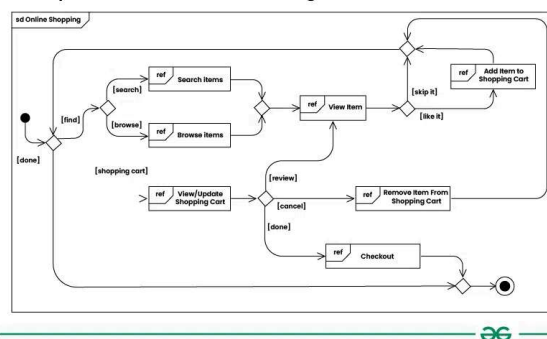 sd Online Shopping
ref
Search items
[search]
[find]
[browse]
ref
Browse items
[done]
ref
View Item
[skip it]
[like it]
ref
Add Item to
Shopping Cart
[shopping cart]
ref
View/Update
Shopping Cart
[review]
[cancel]
[done]
ref
Remove Item From
Shopping Cart
ref
Checkout